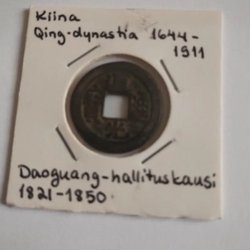 Kiina
Qing-dynastia 1644-
1911
Daoguang-hallituskausi
1821-1850